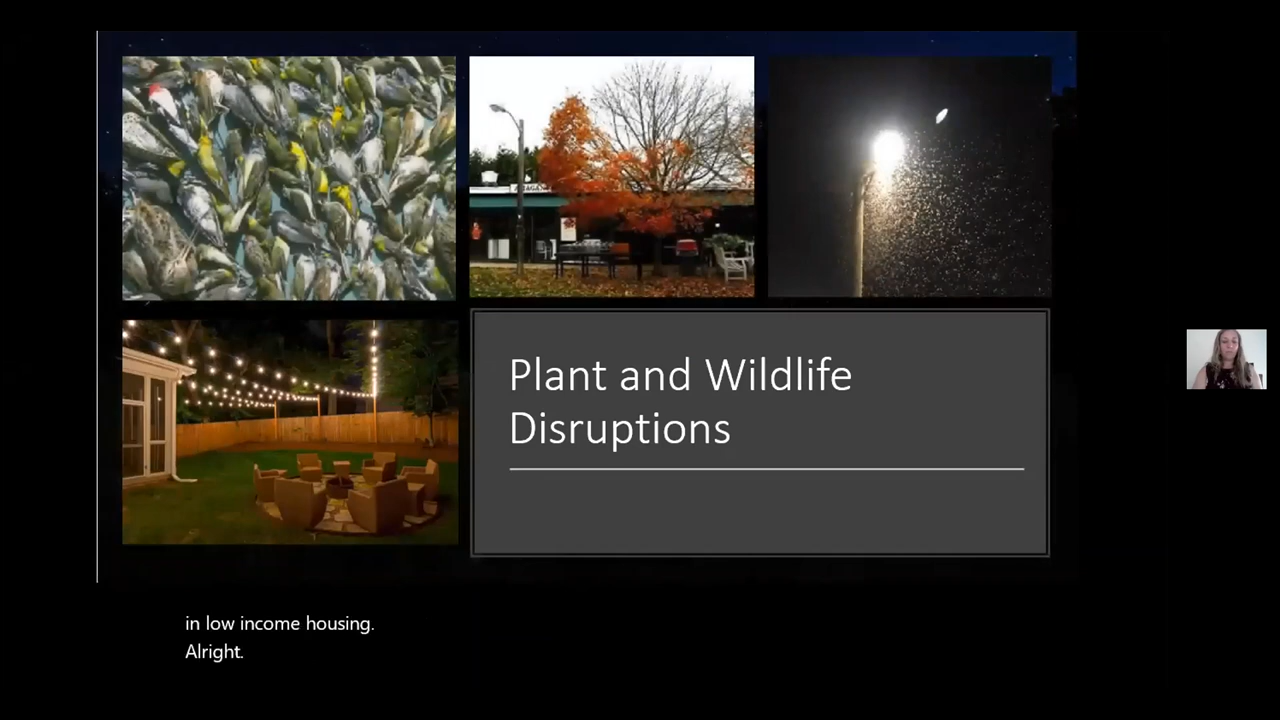 Plant and Wildlife
Disruptions
in low income housing.
Alright.